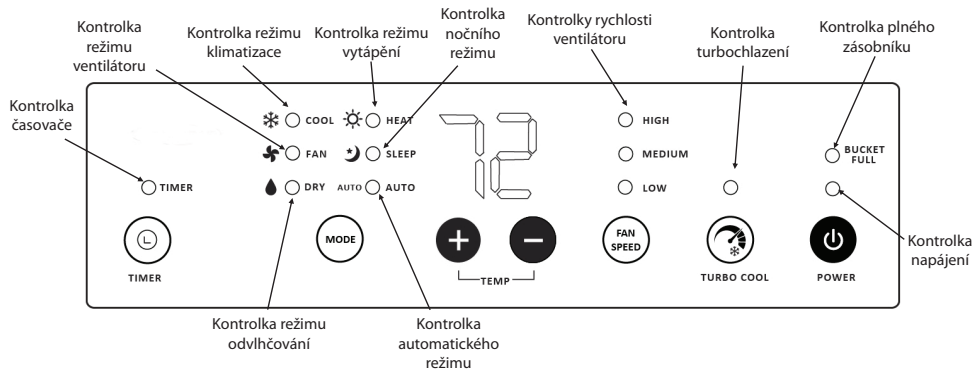 Kontrolka
režimu
ventilátoru
Kontrolka režimu
klimatizace
Kontrolka režimu
vytápění
Kontrolka
nočního
režimu
Kontrolky rychlosti
ventilátoru
Kontrolka
turbochlazení
Kontrolka plného
zásobníku
Kontrolka
časovače
COOL
HEAT
HIGH
FAN
SLEEP
MEDIUM
BUCKET
FULL
TIMER
DRY
AUTO AUTO
LOW
72
TIMER
MODE
+
−
TEMP
FAN
SPEED
TURBO COOL
POWER
Kontrolka
napájení
Kontrolka režimu
odvlhčování
Kontrolka
automatického
režimu